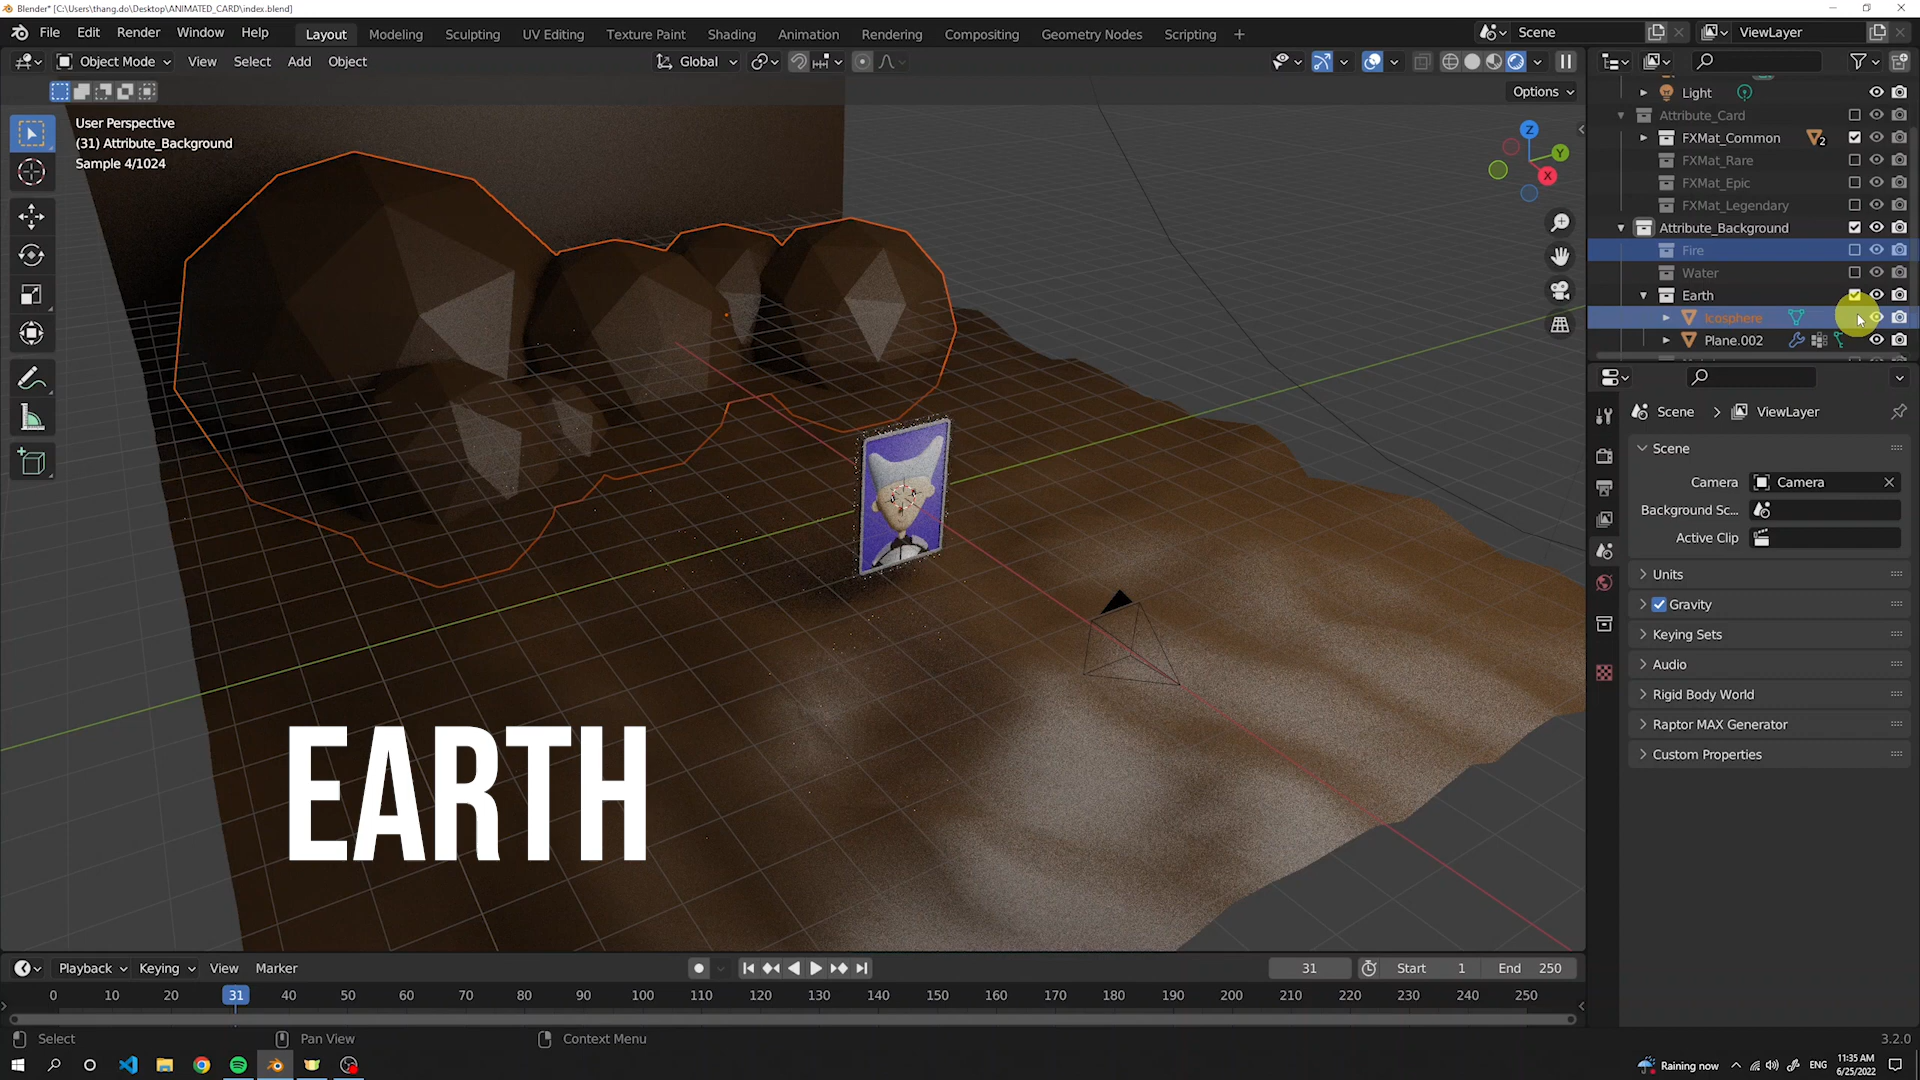 Blender* [C:\Users\thang.do\Desktop\ANIMATED_CARD\index.blend]
File Edit Render Window Help
Layout Modeling Sculpting UV Editing Texture Paint Shading Animation Rendering Compositing Geometry Nodes Scripting +
Scene
ViewLayer
Object Mode View Select Add Object
Global
Options
User Perspective
(31) Attribute_Background
Sample 4/1024
Z
Y
X
EARTH
Light
Attribute_Card
FXMat_Common 2
FXMat_Rare
FXMat_Epic
FXMat_Legendary
Attribute_Background
Fire
Water
Earth
Icosphere
Plane.002
Scene > ViewLayer
Scene
Camera Camera
Background Sc...
Active Clip
Units
Gravity
Keying Sets
Audio
Rigid Body World
Raptor MAX Generator
Custom Properties
Playback Keying View Marker
31 Start 1 End 250
0 10 20 31 40 50 60 70 80 90 100 110 120 130 140 150 160 170 180 190 200 210 220 230 240 250
Select Pan View Context Menu
3.2.0
Raining now ENG 11:35 AM
6/25/2022